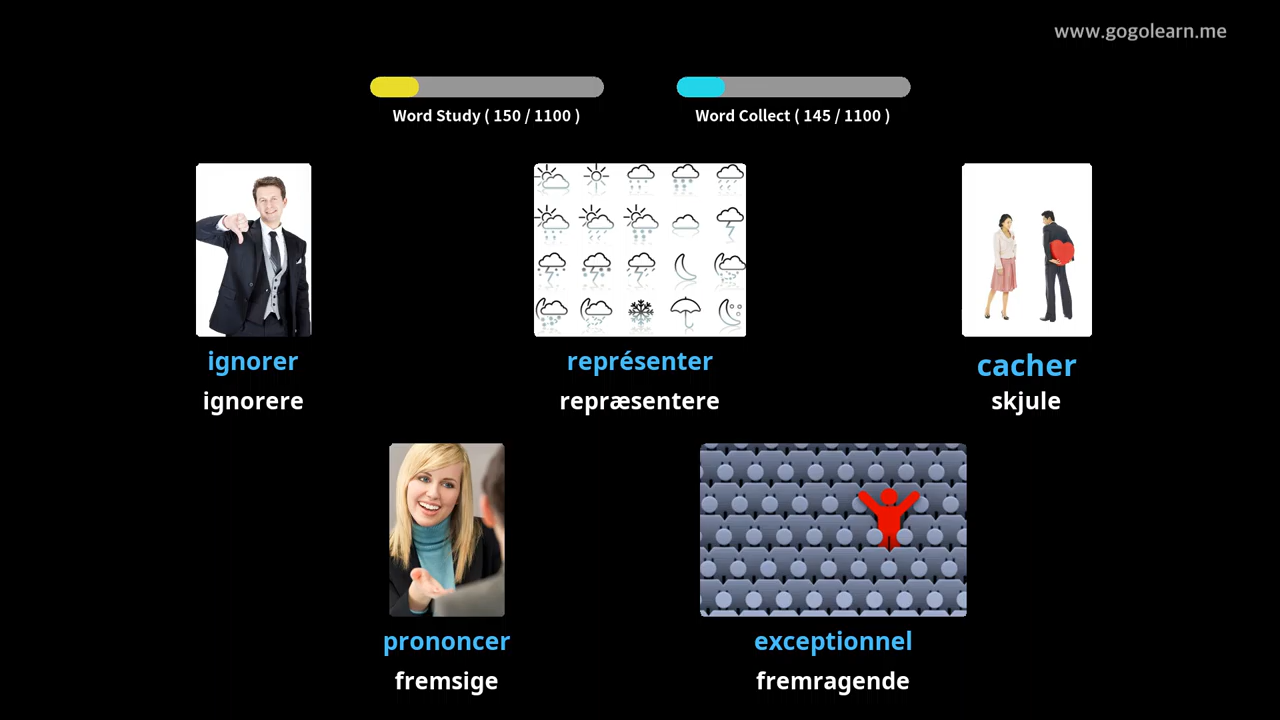 www.gogolearn.me
Word Study ( 150 / 1100 )
Word Collect ( 145 / 1100 )
ignorer
ignorere
représenter
repræsentere
cacher
skjule
prononcer
fremsige
exceptionnel
fremragende